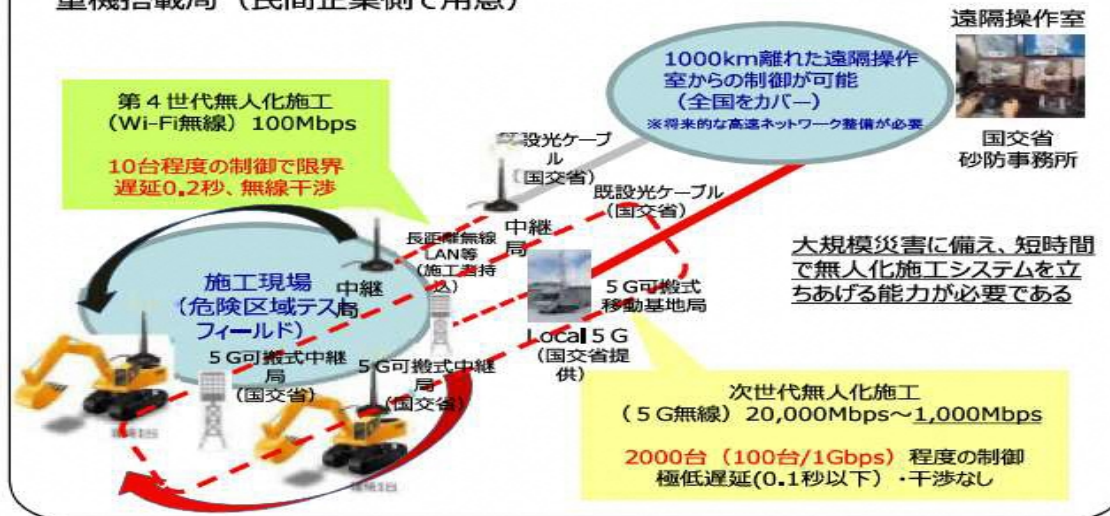 重機搭載局（民間企業側で用意）
遠隔操作室
1000km離れた遠隔操作
室からの制御が可能
（全国をカバー）
※将来的な高速ネットワーク整備が必要
国交省
砂防事務所
第４世代無人化施工
（Wi-Fi無線）100Mbps
10台程度の制御で限界
遅延0.2秒、無線干渉
設光ケーブ
ル
（国交省）
既設光ケーブル
（国交省）
中継
局
長距離無線
LAN等
（施工者持
込）
中継
局
施工現場
（危険区域テスト
フィールド）
大規模災害に備え、短時間
で無人化施工システムを立
ちあげる能力が必要である
５G可搬式
移動基地局
Local５G
（国交省提
供）
５G可搬式中継
局
（国交省）
５G可搬式中継
局
（国交省）
次世代無人化施工
（５G無線）20,000Mbps～1,000Mbps
2000台（100台/1Gbps）程度の制御
極低遅延(0.1秒以下）・干渉なし